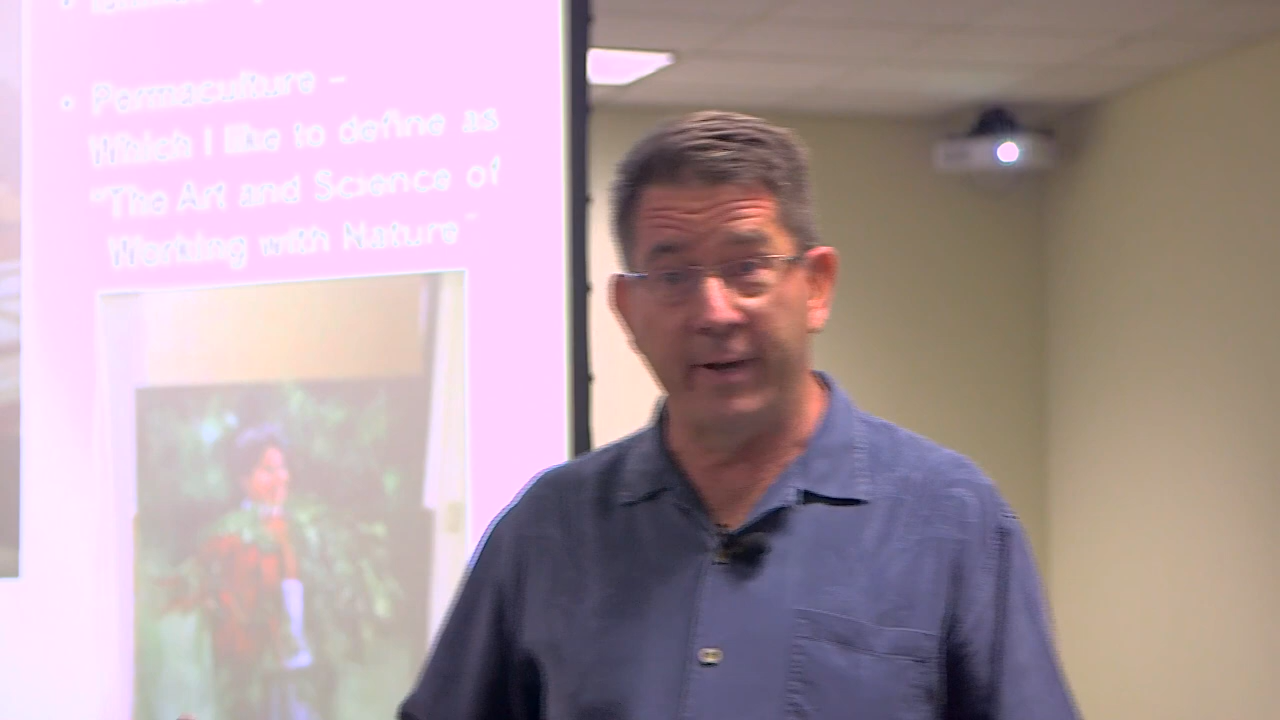 • Permaculture –
Which I like to define as
"The Art and Science of
Working with Nature"